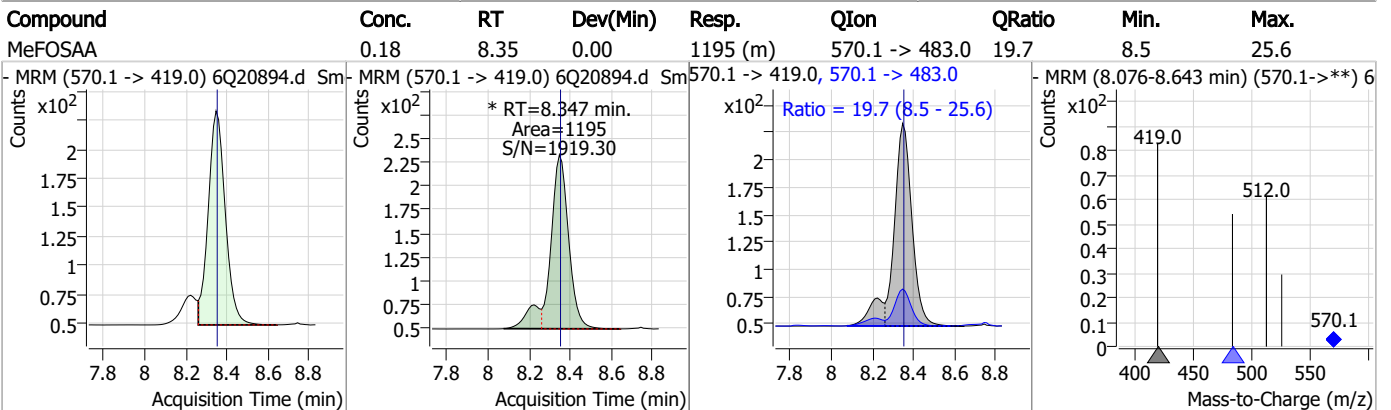 Compound Conc. RT Dev(Min) Resp. QIon QRatio Min. Max.
MeFOSAA 0.18 8.35 0.00 1195 (m) 570.1 -> 483.0 19.7 8.5 25.6
- MRM (570.1 -> 419.0) 6Q20894.d Sm
Counts
x10²
2
1.75
1.5
1.25
1
0.75
0.5
7.8 8 8.2 8.4 8.6 8.8
Acquisition Time (min)
- MRM (570.1 -> 419.0) 6Q20894.d Sm
Counts
x10²
* RT=8.347 min.
Area=1195
S/N=1919.30
2.5
2.25
2
1.75
1.5
1.25
1
0.75
0.5
7.8 8 8.2 8.4 8.6 8.8
Acquisition Time (min)
570.1 -> 419.0, 570.1 -> 483.0
Counts
x10²
Ratio = 19.7 (8.5 - 25.6)
2
1.75
1.5
1.25
1
0.75
0.5
7.8 8 8.2 8.4 8.6 8.8
Acquisition Time (min)
- MRM (8.076-8.643 min) (570.1->**) 6
Counts
x10²
419.0
512.0
570.1
0.8
0.7
0.6
0.5
0.4
0.3
0.2
0.1
0
400 450 500 550
Mass-to-Charge (m/z)